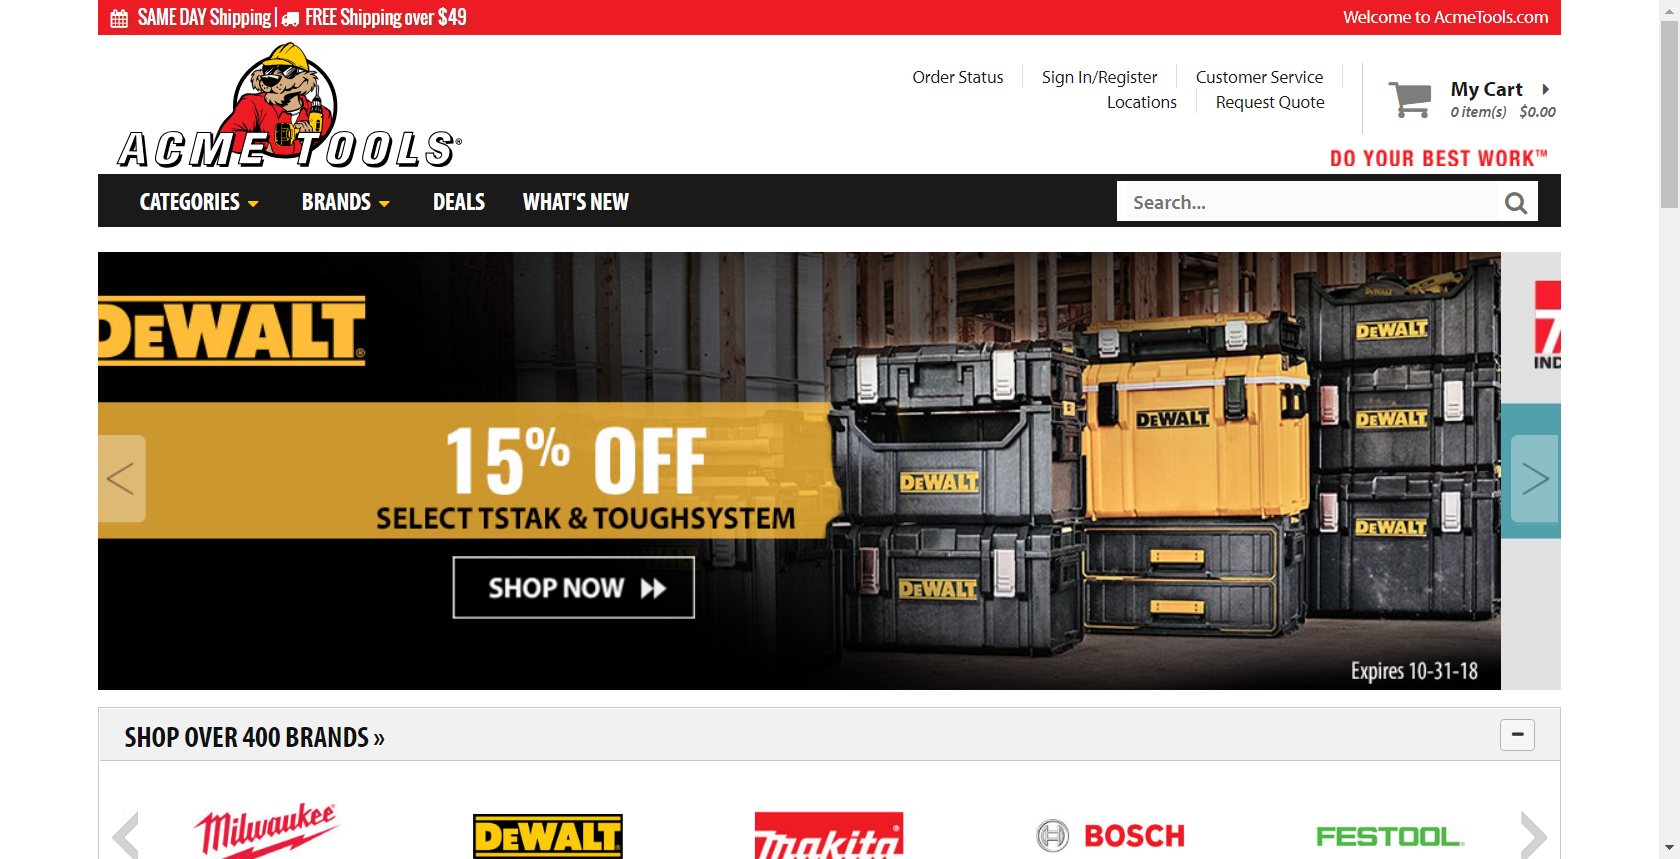 SAME DAY Shipping | FREE Shipping over $49
Welcome to AcmeTools.com
ACME TOOLS®
Order Status
Sign In/Register
Customer Service
Locations
Request Quote
My Cart
0 item(s) $0.00
DO YOUR BEST WORK™
CATEGORIES
BRANDS
DEALS
WHAT'S NEW
Search...
DEWALT®
15% OFF
SELECT TSTAK & TOUGHSYSTEM
SHOP NOW
DEWALT
DEWALT
DEWALT
DEWALT
DEWALT
DEWALT
Expires 10-31-18
7
IND
SHOP OVER 400 BRANDS »
Milwaukee®
DEWALT
makita®
BOSCH
FESTOOL